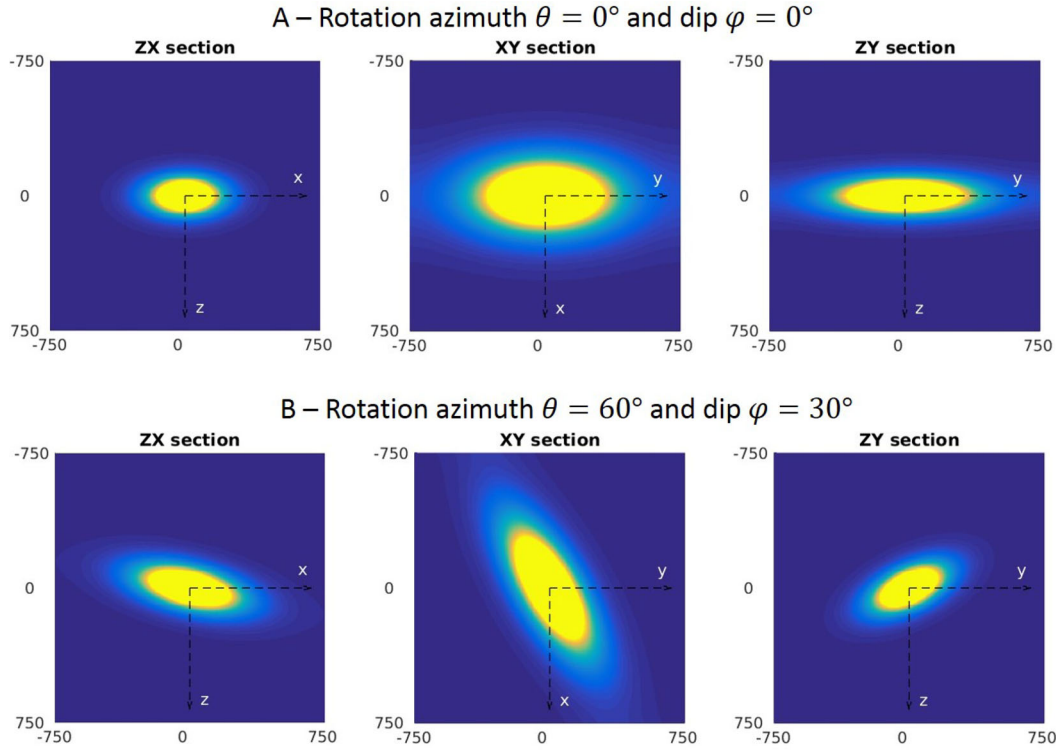 A – Rotation azimuth θ = 0° and dip φ = 0°
ZX section
XY section
ZY section
-750
-750
-750
x
y
y
0
0
0
z
x
z
750
750
750
-750 0 750
-750 0 750
-750 0 750
B – Rotation azimuth θ = 60° and dip φ = 30°
ZX section
XY section
ZY section
-750
-750
-750
x
y
y
0
0
0
z
x
z
750
750
750
-750 0 750
-750 0 750
-750 0 750